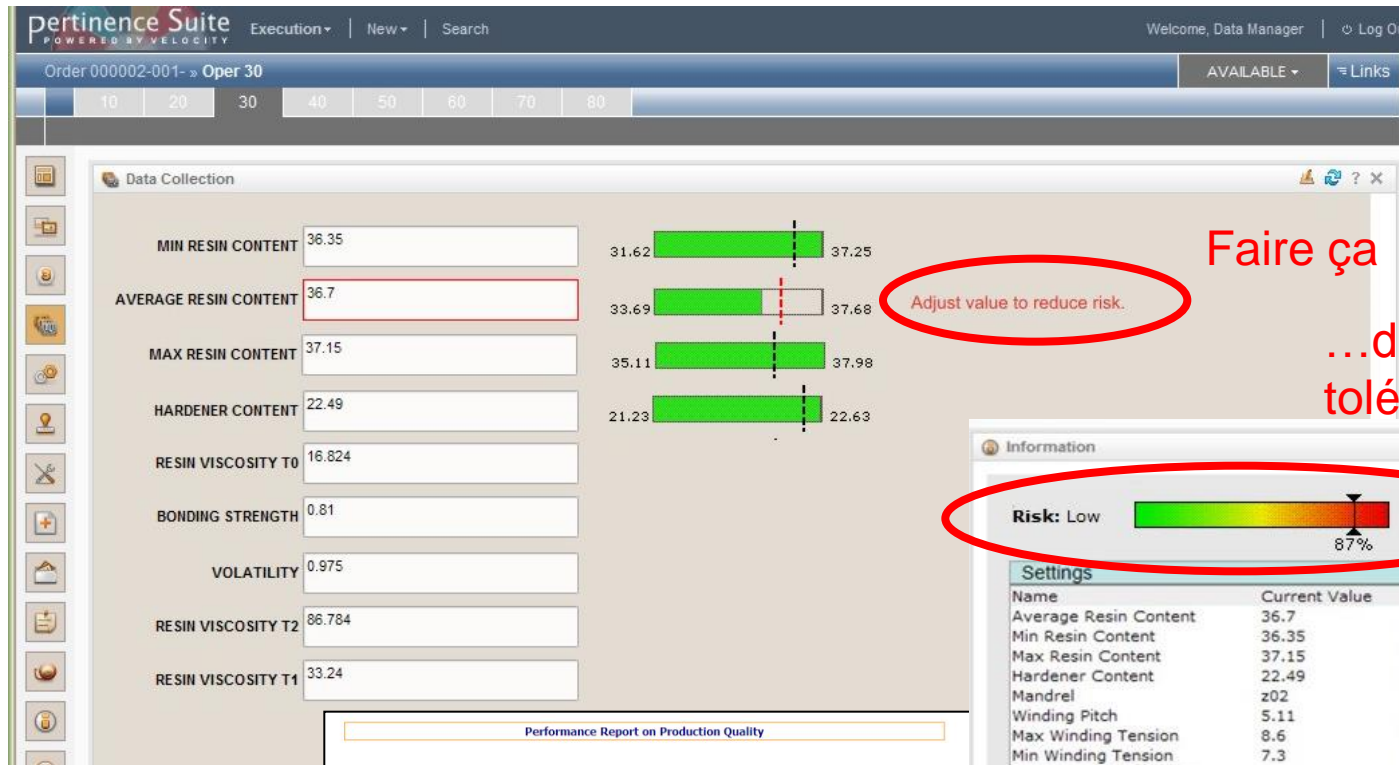 pertinence Suite Execution | New | Search Welcome, Data Manager | Log O
POWERED BY VELOCITY
Order 000002-001- » Oper 30 AVAILABLE Links
10 20 30 40 50 60 70 80
Data Collection ? X
MIN RESIN CONTENT 36.35 31.62 37.25
Faire ça
AVERAGE RESIN CONTENT 36.7 33.69 37.68 Adjust value to reduce risk.
MAX RESIN CONTENT 37.15 35.11 37.98
…d
tolé
HARDENER CONTENT 22.49 21.23 22.63
RESIN VISCOSITY T0 16.824
BONDING STRENGTH 0.81
VOLATILITY 0.975
RESIN VISCOSITY T2 86.784
RESIN VISCOSITY T1 33.24
Performance Report on Production Quality
Information
Risk: Low
87%
Settings
Name Current Value
Average Resin Content 36.7
Min Resin Content 36.35
Max Resin Content 37.15
Hardener Content 22.49
Mandrel z02
Winding Pitch 5.11
Max Winding Tension 8.6
Min Winding Tension 7.3